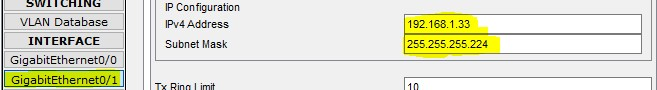 SWITCHING
VLAN Database
INTERFACE
GigabitEthernet0/0
GigabitEthernet0/1
IP Configuration
IPv4 Address 192.168.1.33
Subnet Mask 255.255.255.224
Tx Ring Limit 10